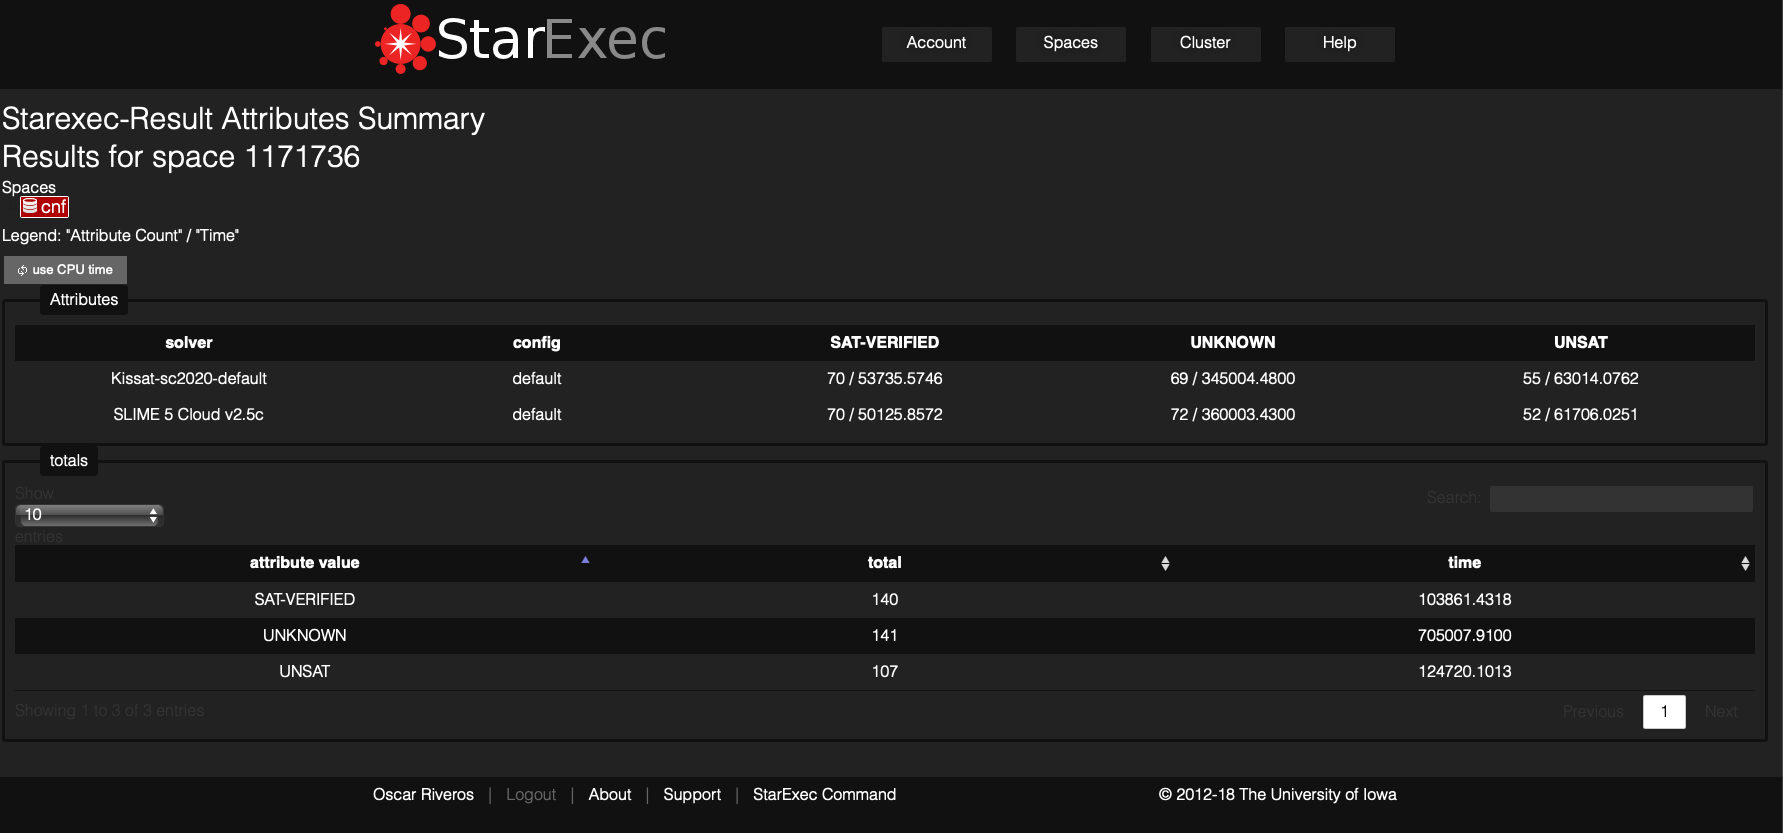 StarExec
Account Spaces Cluster Help
Starexec-Result Attributes Summary
Results for space 1171736
Spaces
cnf
Legend: "Attribute Count" / "Time"
use CPU time
Attributes
solver config SAT-VERIFIED UNKNOWN UNSAT
Kissat-sc2020-default default 70 / 53735.5746 69 / 345004.4800 55 / 63014.0762
SLIME 5 Cloud v2.5c default 70 / 50125.8572 72 / 360003.4300 52 / 61706.0251
totals
Show
10
entries
Search:
attribute value total time
SAT-VERIFIED 140 103861.4318
UNKNOWN 141 705007.9100
UNSAT 107 124720.1013
Showing 1 to 3 of 3 entries
Previous 1 Next
Oscar Riveros | Logout | About | Support | StarExec Command © 2012-18 The University of Iowa